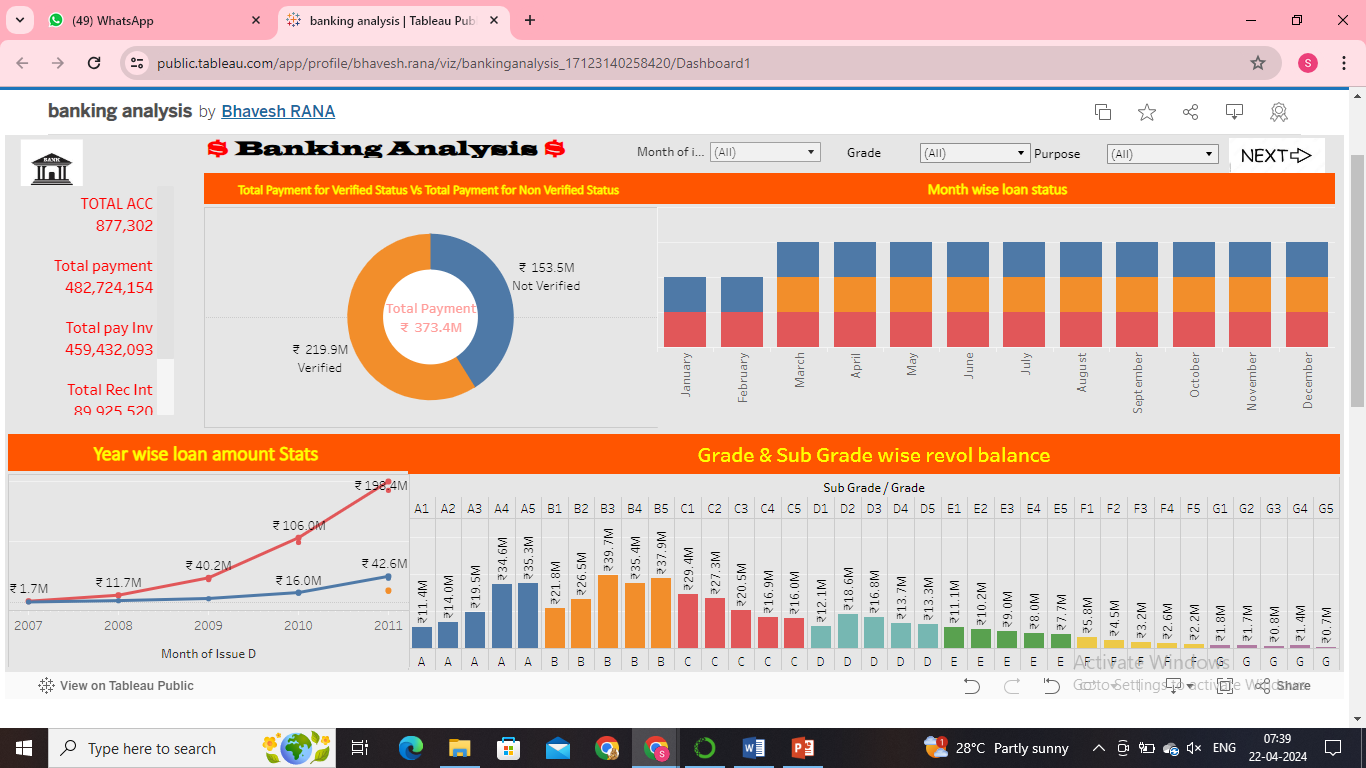 (49) WhatsApp
banking analysis | Tableau Pub
public.tableau.com/app/profile/bhavesh.rana/viz/bankinganalysis_17123140258420/Dashboard1
S
banking analysis by Bhavesh RANA
BANK
$ Banking Analysis $
Month of i... (All)
Grade (All)
Purpose (All)
NEXT
TOTAL ACC
877,302
Total payment
482,724,154
Total pay Inv
459,432,093
Total Rec Int
89,925,520
Total Payment for Verified Status Vs Total Payment for Non Verified Status
₹ 153.5M
Not Verified
Total Payment
₹ 373.4M
₹ 219.9M
Verified
Month wise loan status
January February March April May June July August September October November December
Year wise loan amount Stats
₹ 198.4M
₹ 106.0M
₹ 42.6M
₹ 40.2M
₹ 16.0M
₹ 11.7M
₹ 1.7M
2007 2008 2009 2010 2011
Month of Issue D
Grade & Sub Grade wise revol balance
Sub Grade / Grade
A1 A2 A3 A4 A5 B1 B2 B3 B4 B5 C1 C2 C3 C4 C5 D1 D2 D3 D4 D5 E1 E2 E3 E4 E5 F1 F2 F3 F4 F5 G1 G2 G3 G4 G5
₹11.4M ₹14.0M ₹19.5M ₹34.6M ₹35.3M ₹21.8M ₹26.5M ₹39.7M ₹35.4M ₹37.9M ₹29.4M ₹27.3M ₹20.5M ₹16.9M ₹16.0M ₹12.1M ₹18.6M ₹16.8M ₹13.7M ₹13.3M ₹11.1M ₹10.2M ₹9.0M ₹8.0M ₹7.7M ₹5.8M ₹4.5M ₹3.2M ₹2.6M ₹2.2M ₹1.8M ₹1.7M ₹0.8M ₹1.4M ₹0.7M
A A A A A B B B B B C C C C C D D D D D E E E E E F F F F F G G G G G
Activate Windows
Go to Settings to activate Windows.
View on Tableau Public
Share
Type here to search
S
W
P
1
28°C Partly sunny
ENG
07:39
22-04-2024